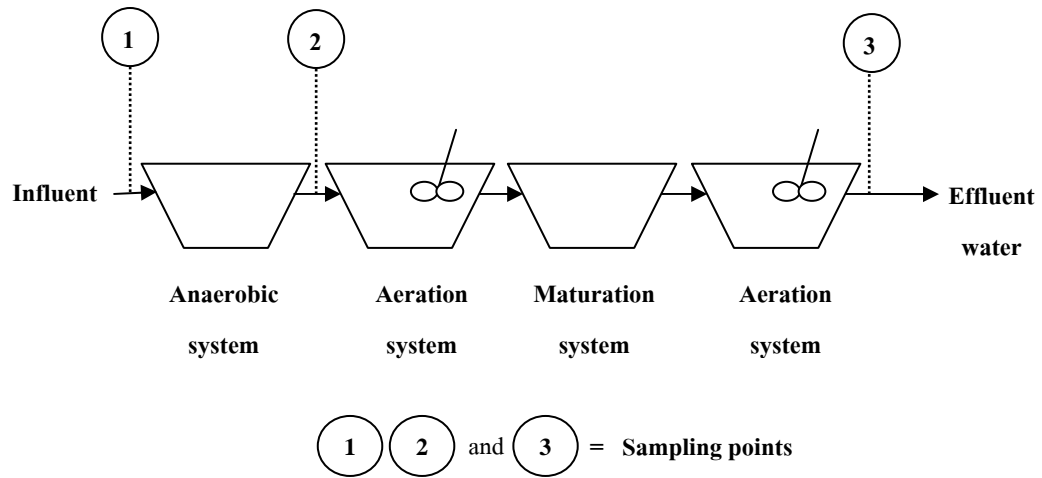 1 2 3
Influent
Effluent
water
Anaerobic
system
Aeration
system
Maturation
system
Aeration
system
1 2 and 3 = Sampling points